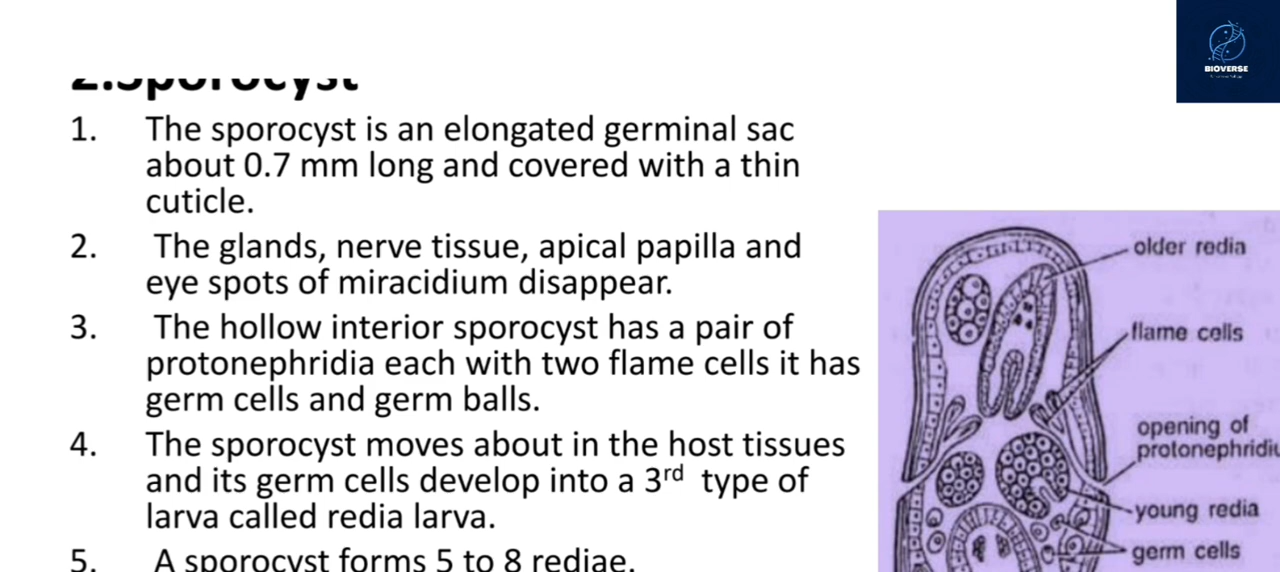 BIOVERSE
2.Sporocyst
1. The sporocyst is an elongated germinal sac
about 0.7 mm long and covered with a thin
cuticle.
2. The glands, nerve tissue, apical papilla and
eye spots of miracidium disappear.
3. The hollow interior sporocyst has a pair of
protonephridia each with two flame cells it has
germ cells and germ balls.
4. The sporocyst moves about in the host tissues
and its germ cells develop into a 3rd type of
larva called redia larva.
5. A sporocyst forms 5 to 8 rediae.
older redia
flame cells
opening of
protonephridi
young redia
germ cells